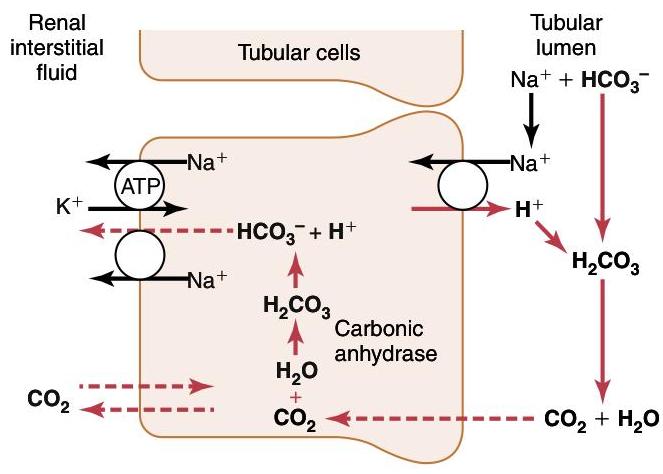 Renal
interstitial
fluid
Tubular cells
Tubular
lumen
Na⁺ + HCO₃⁻
Na⁺
ATP
K⁺
Na⁺
H⁺
HCO₃⁻ + H⁺
H₂CO₃
Na⁺
H₂CO₃
Carbonic
anhydrase
H₂O
+
CO₂
CO₂
CO₂ + H₂O